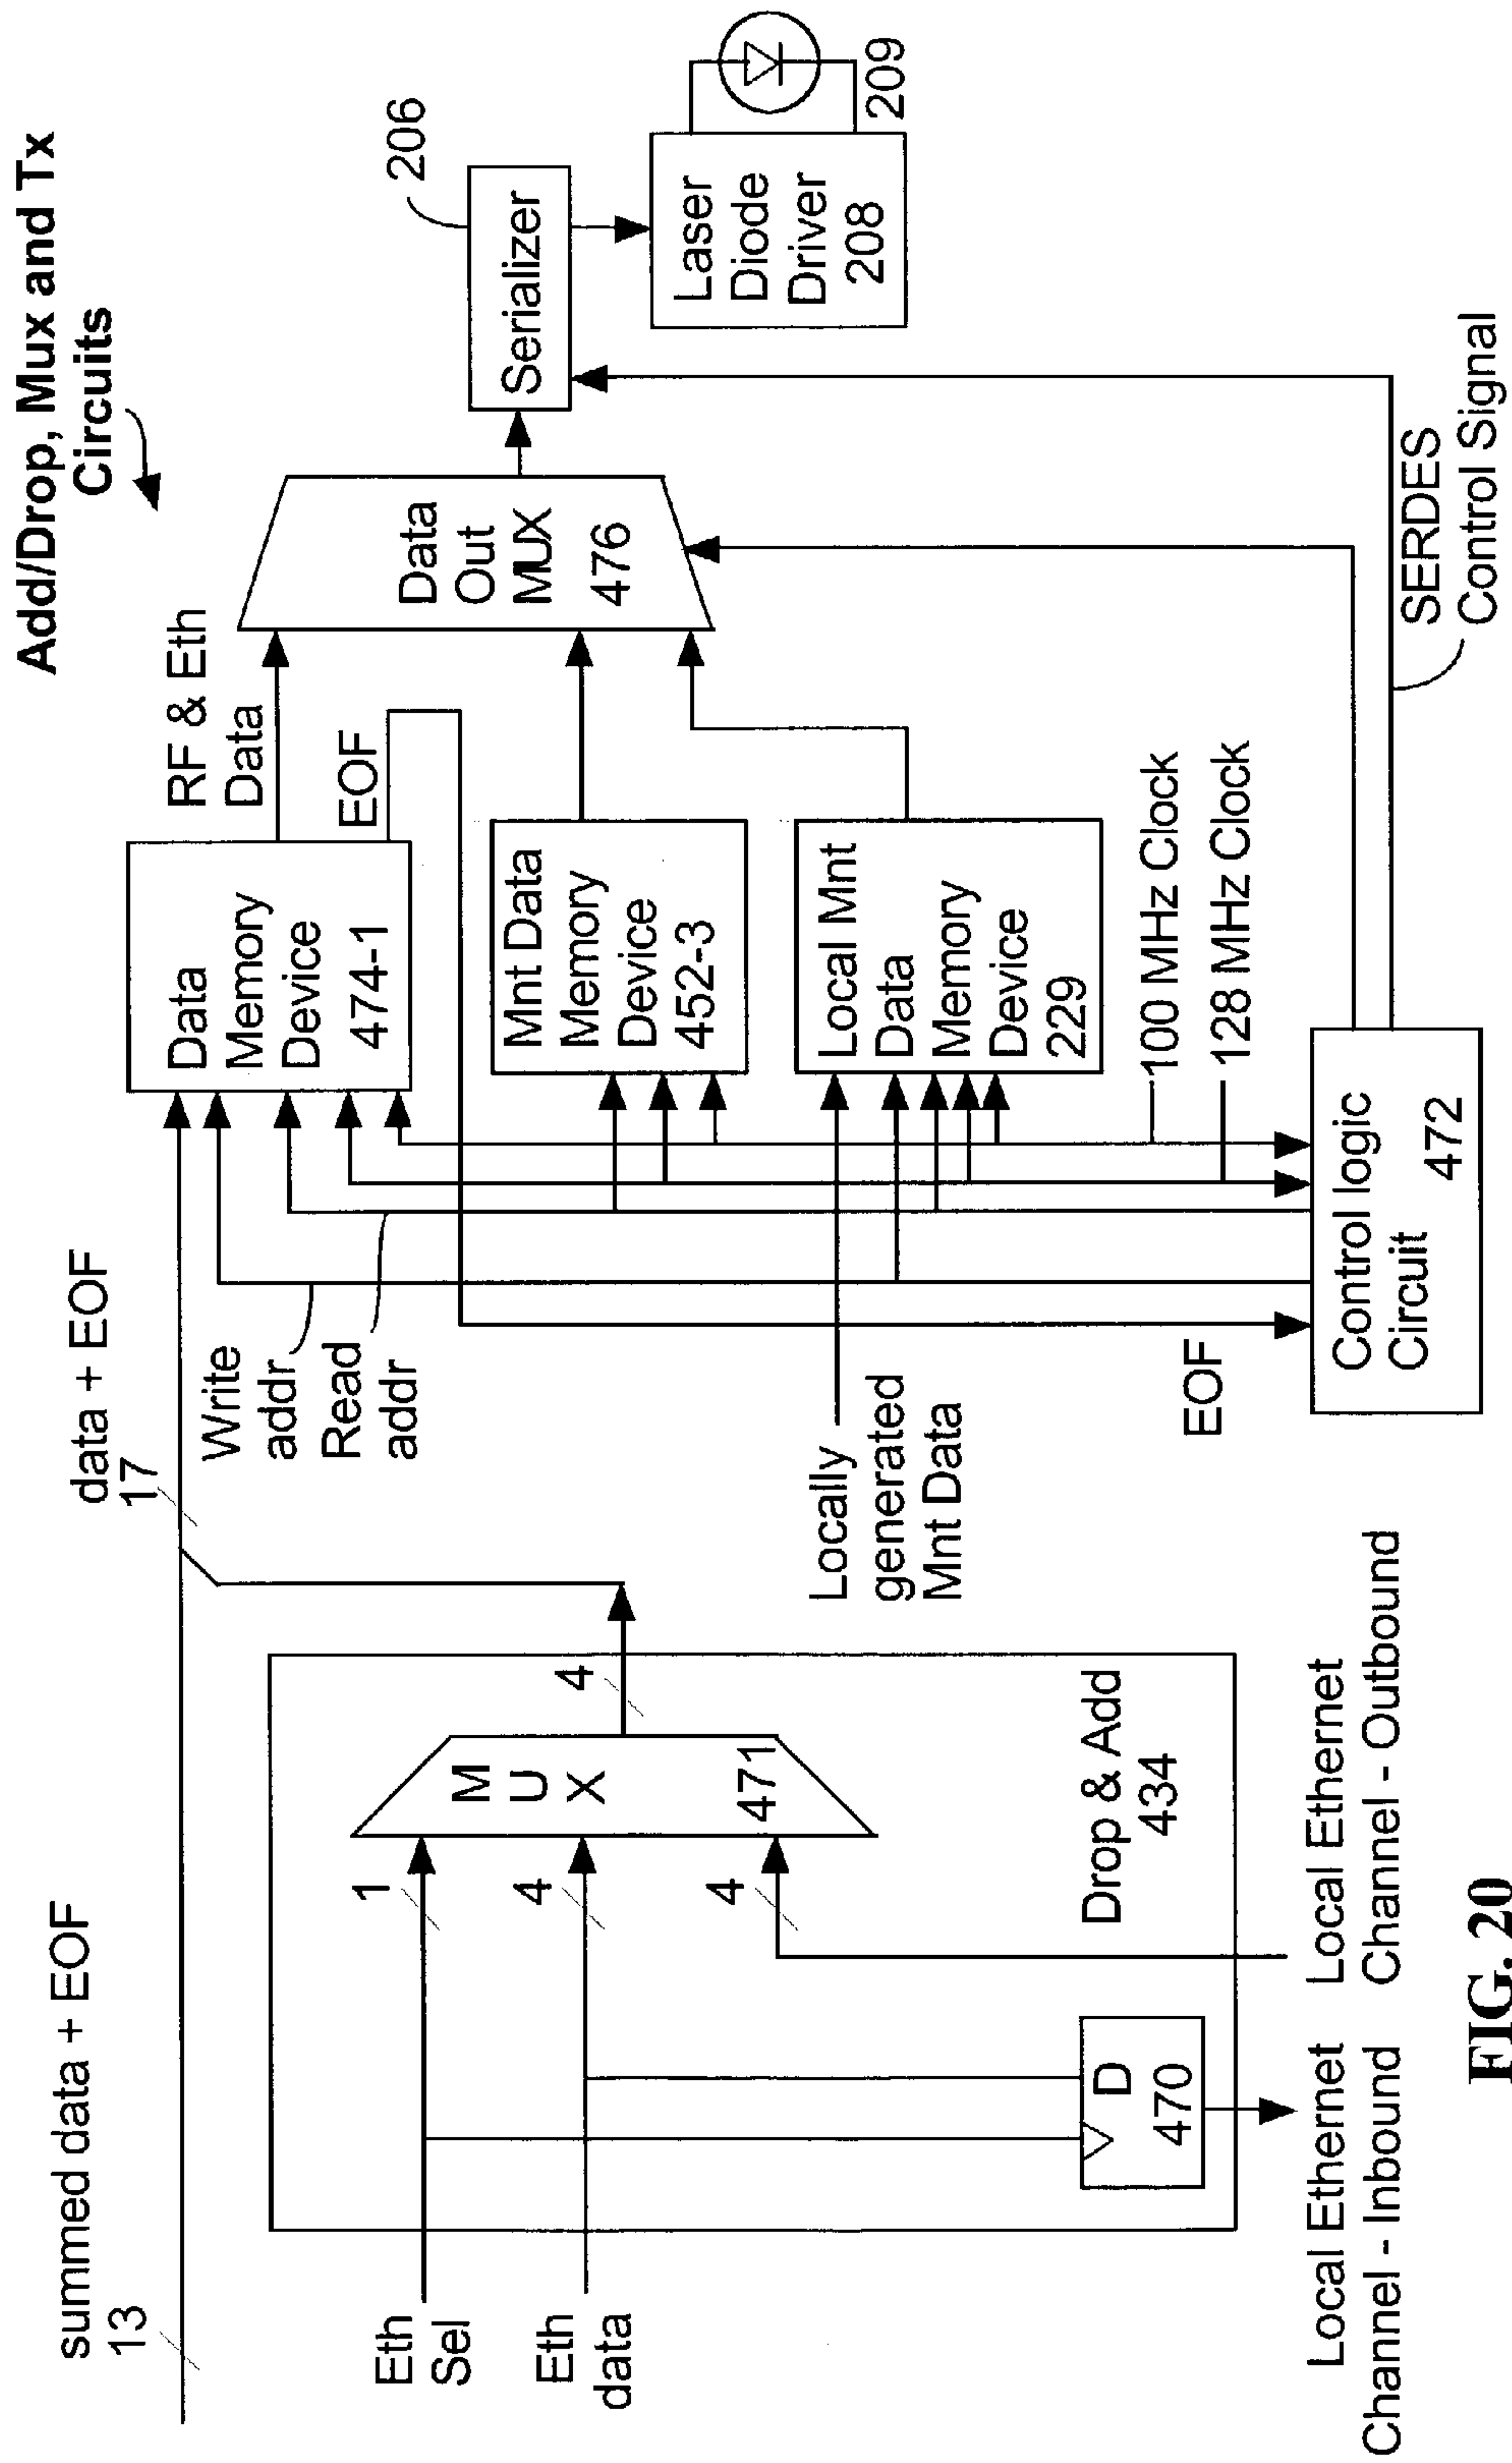 Add/Drop, Mux and Tx
Circuits
summed data + EOF
13
data + EOF
17
Write
addr
Read
addr
Eth
Sel
Eth
data
1
4
4
M
U
X
471
4
D
470
Drop & Add
434
Local Ethernet
Channel - Inbound
Local Ethernet
Channel - Outbound
Locally
generated
Mnt Data
EOF
Data
Memory
Device
474-1
RF & Eth
Data
EOF
Mnt Data
Memory
Device
452-3
Local Mnt
Data
Memory
Device
229
100 MHz Clock
128 MHz Clock
Control logic
Circuit
472
Data
Out
MUX
476
Serializer
206
Laser
Diode
Driver
208
209
SERDES
Control Signal
FIG. 20